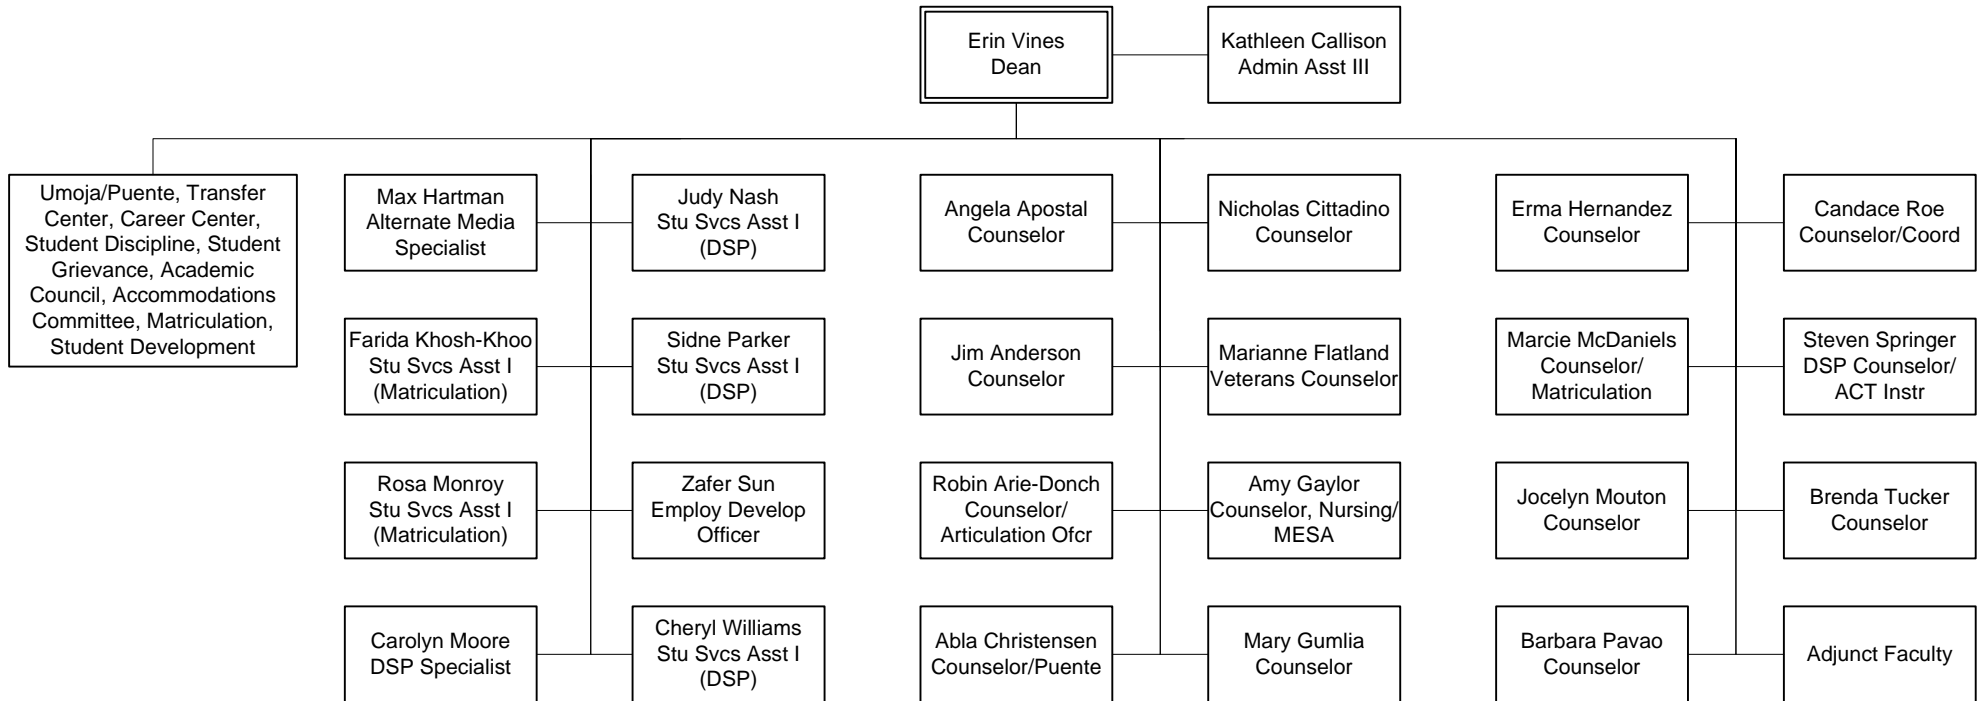 Erin Vines
Dean
Kathleen Callison
Admin Asst III
Umoja/Puente, Transfer
Center, Career Center,
Student Discipline, Student
Grievance, Academic
Council, Accommodations
Committee, Matriculation,
Student Development
Max Hartman
Alternate Media
Specialist
Judy Nash
Stu Svcs Asst I
(DSP)
Angela Apostal
Counselor
Nicholas Cittadino
Counselor
Erma Hernandez
Counselor
Candace Roe
Counselor/Coord
Farida Khosh-Khoo
Stu Svcs Asst I
(Matriculation)
Sidne Parker
Stu Svcs Asst I
(DSP)
Jim Anderson
Counselor
Marianne Flatland
Veterans Counselor
Marcie McDaniels
Counselor/
Matriculation
Steven Springer
DSP Counselor/
ACT Instr
Rosa Monroy
Stu Svcs Asst I
(Matriculation)
Zafer Sun
Employ Develop
Officer
Robin Arie-Donch
Counselor/
Articulation Ofcr
Amy Gaylor
Counselor, Nursing/
MESA
Jocelyn Mouton
Counselor
Brenda Tucker
Counselor
Carolyn Moore
DSP Specialist
Cheryl Williams
Stu Svcs Asst I
(DSP)
Abla Christensen
Counselor/Puente
Mary Gumlia
Counselor
Barbara Pavao
Counselor
Adjunct Faculty